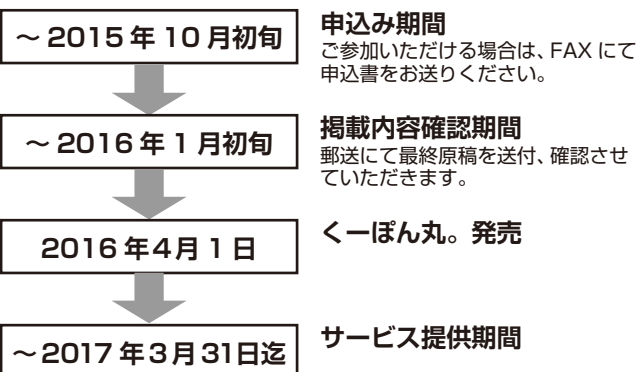 ～2015年10月初旬
申込み期間
ご参加いただける場合は、FAXにて
申込書をお送りください。
～2016年1月初旬
掲載内容確認期間
郵送にて最終原稿を送付、確認させ
ていただきます。
2016年4月1日
くーぽん丸。発売
～2017年3月31日迄
サービス提供期間